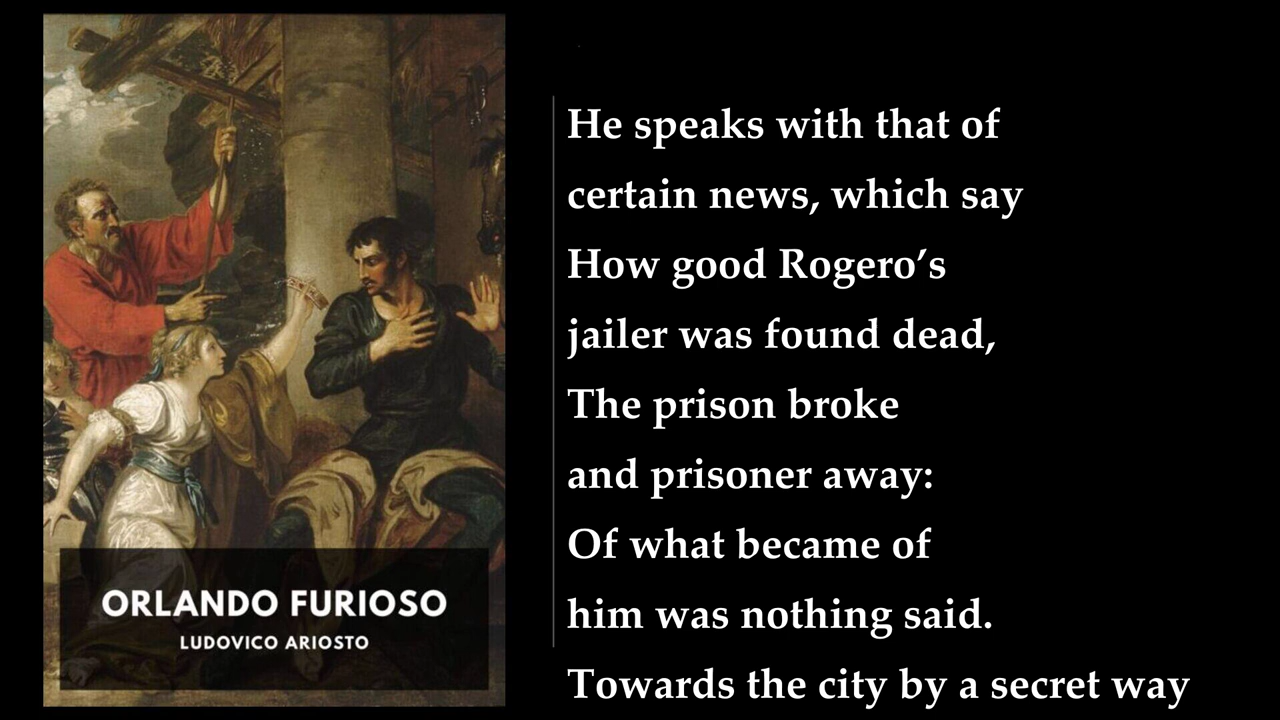 ORLANDO FURIOSO
LUDOVICO ARIOSTO
He speaks with that of
certain news, which say
How good Rogero’s
jailer was found dead,
The prison broke
and prisoner away:
Of what became of
him was nothing said.
Towards the city by a secret way